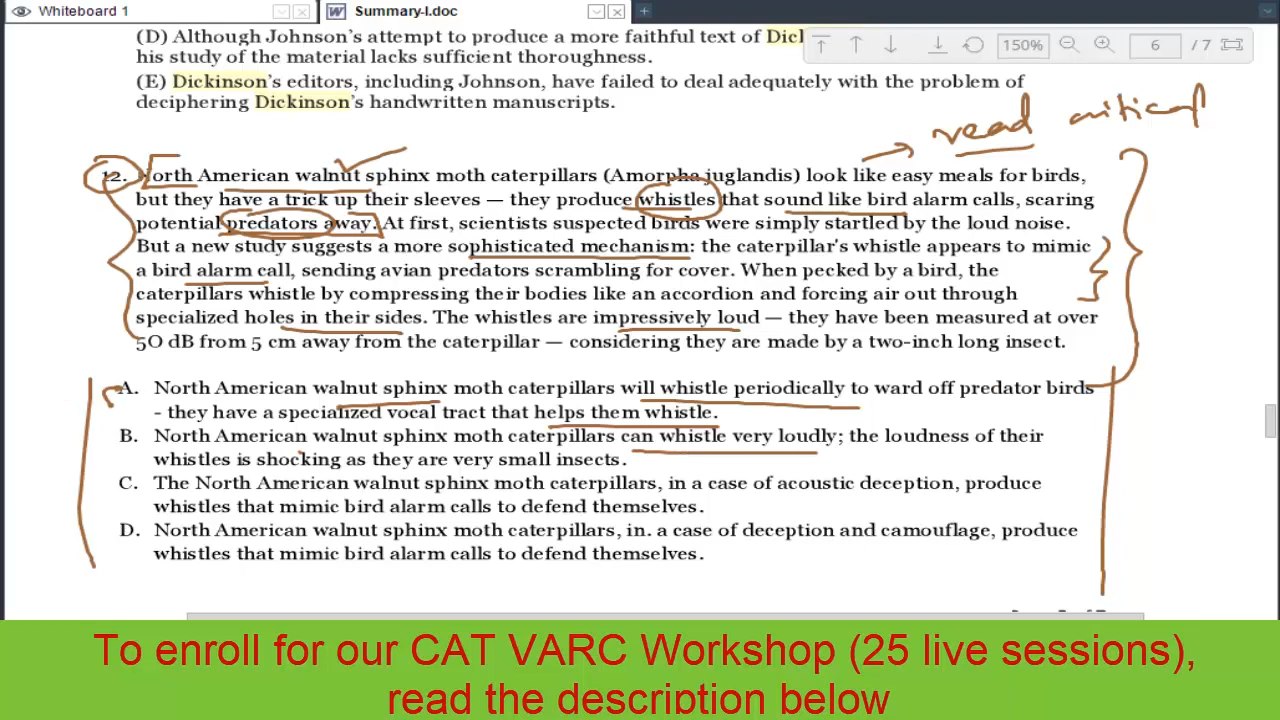 Whiteboard 1
Summary-I.doc
(D) Although Johnson's attempt to produce a more faithful text of
his study of the material lacks sufficient thoroughness.
150%
6
/ 7
(E) Dickinson's editors, including Johnson, have failed to deal adequately with the problem of
deciphering Dickinson's handwritten manuscripts.
read critical
12. North American walnut sphinx moth caterpillars (Amorpha juglandis) look like easy meals for birds,
but they have a trick up their sleeves — they produce whistles that sound like bird alarm calls, scaring
potential predators away. At first, scientists suspected birds were simply startled by the loud noise.
But a new study suggests a more sophisticated mechanism: the caterpillar's whistle appears to mimic
a bird alarm call, sending avian predators scrambling for cover. When pecked by a bird, the
caterpillars whistle by compressing their bodies like an accordion and forcing air out through
specialized holes in their sides. The whistles are impressively loud — they have been measured at over
50 dB from 5 cm away from the caterpillar — considering they are made by a two-inch long insect.
A. North American walnut sphinx moth caterpillars will whistle periodically to ward off predator birds
- they have a specialized vocal tract that helps them whistle.
B. North American walnut sphinx moth caterpillars can whistle very loudly; the loudness of their
whistles is shocking as they are very small insects.
C. The North American walnut sphinx moth caterpillars, in a case of acoustic deception, produce
whistles that mimic bird alarm calls to defend themselves.
D. North American walnut sphinx moth caterpillars, in. a case of deception and camouflage, produce
whistles that mimic bird alarm calls to defend themselves.
To enroll for our CAT VARC Workshop (25 live sessions),
read the description below